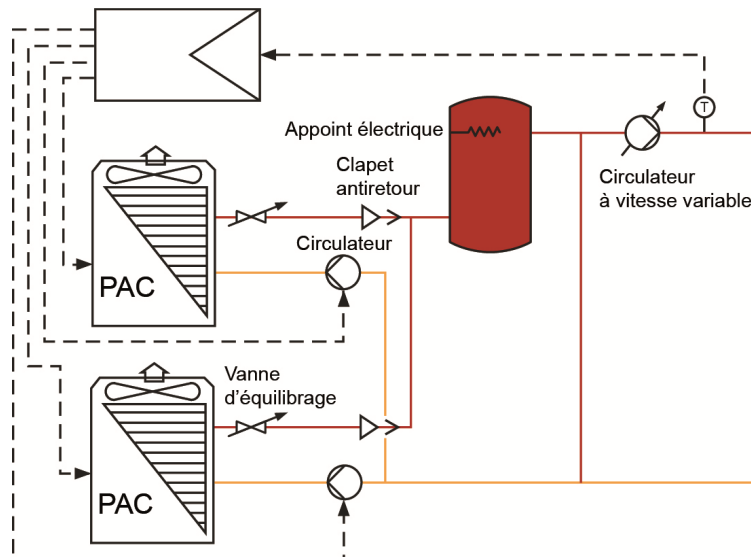 T
Appoint électrique
Clapet
antiretour
Circulateur
à vitesse variable
Circulateur
PAC
Vanne
d'équilibrage
PAC